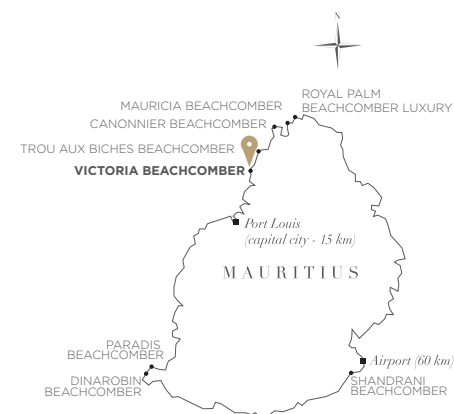 N
ROYAL PALM
BEACHCOMBER LUXURY
MAURICIA BEACHCOMBER
CANONNIER BEACHCOMBER
TROU AUX BICHES BEACHCOMBER
VICTORIA BEACHCOMBER
Port Louis
(capital city - 15 km)
MAURITIUS
PARADIS
BEACHCOMBER
DINAROBIN
BEACHCOMBER
Airport (60 km)
SHANDRANI
BEACHCOMBER